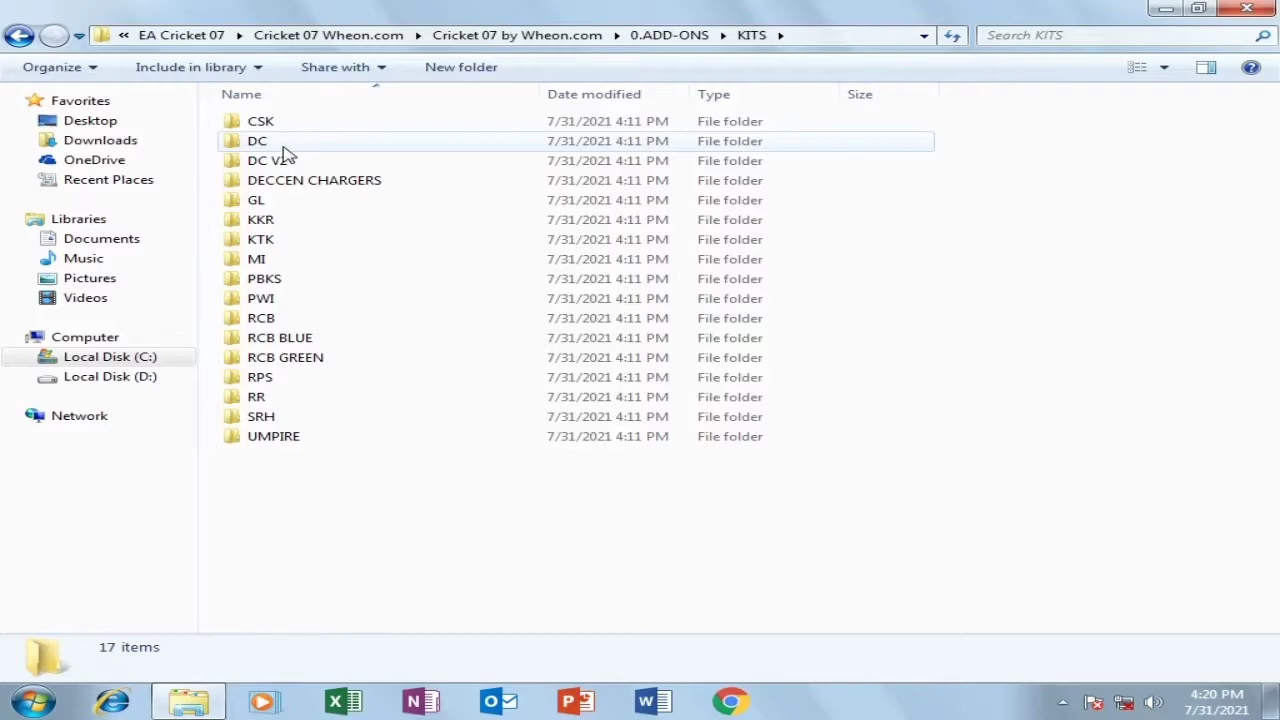 « EA Cricket 07 Cricket 07 Wheon.com Cricket 07 by Wheon.com 0.ADD-ONS KITS Search KITS
Organize Include in library Share with New folder
Name Date modified Type Size
Favorites
Desktop
Downloads
OneDrive
Recent Places
Libraries
Documents
Music
Pictures
Videos
Computer
Local Disk (C:)
Local Disk (D:)
Network
CSK 7/31/2021 4:11 PM File folder
DC 7/31/2021 4:11 PM File folder
DC 7/31/2021 4:11 PM File folder
DECCEN CHARGERS 7/31/2021 4:11 PM File folder
GL 7/31/2021 4:11 PM File folder
KKR 7/31/2021 4:11 PM File folder
KTK 7/31/2021 4:11 PM File folder
MI 7/31/2021 4:11 PM File folder
PBKS 7/31/2021 4:11 PM File folder
PWI 7/31/2021 4:11 PM File folder
RCB 7/31/2021 4:11 PM File folder
RCB BLUE 7/31/2021 4:11 PM File folder
RCB GREEN 7/31/2021 4:11 PM File folder
RPS 7/31/2021 4:11 PM File folder
RR 7/31/2021 4:11 PM File folder
SRH 7/31/2021 4:11 PM File folder
UMPIRE 7/31/2021 4:11 PM File folder
17 items
4:20 PM
7/31/2021